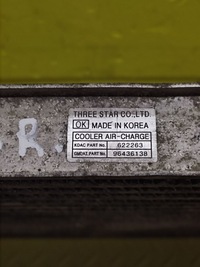 THREE STAR CO.,LTD.
OK MADE IN KOREA
COOLER AIR-CHARGE
R.
KDAC PART No. 622263
GMDAT PART No. 96436138